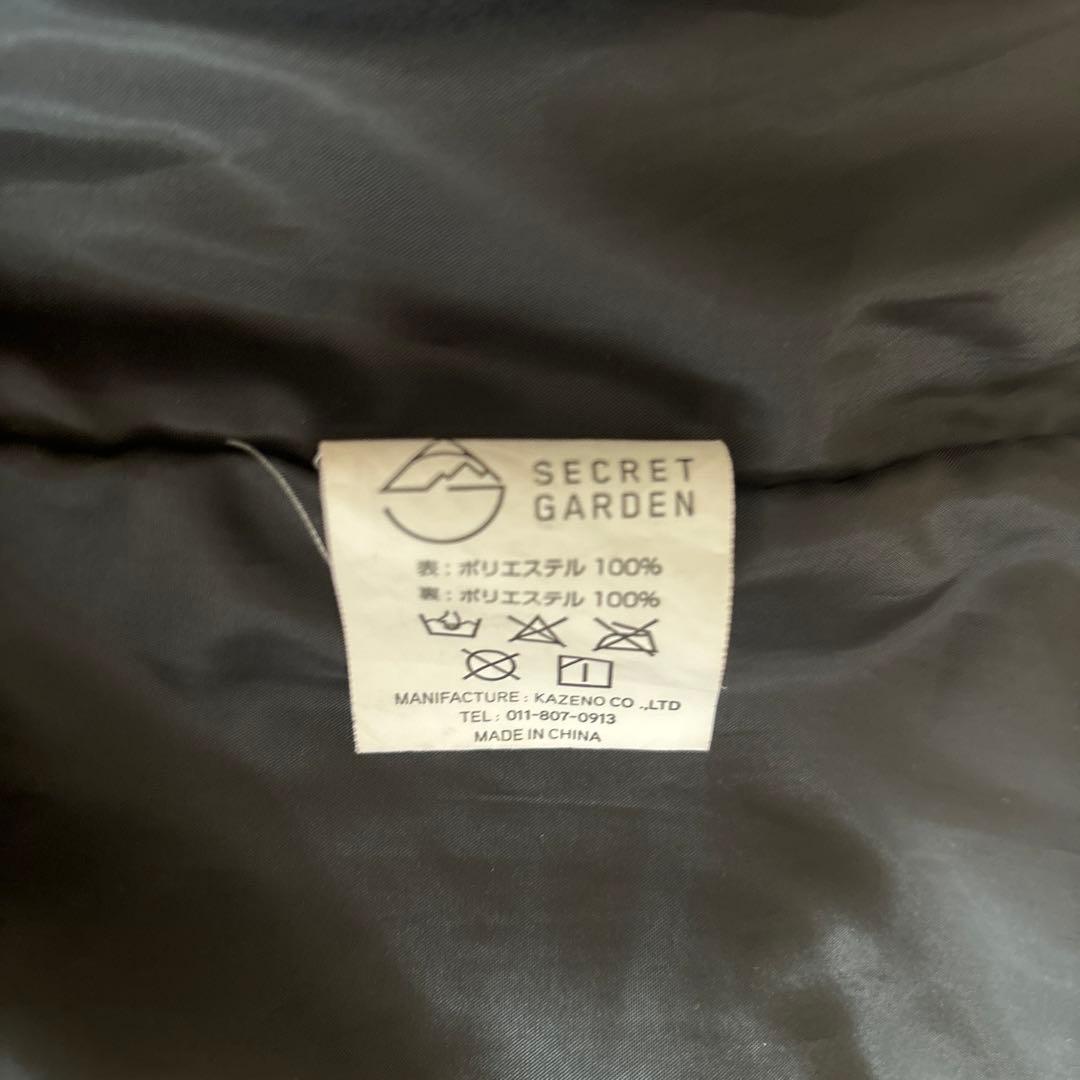 SECRET
GARDEN
表:ポリエステル 100%
裏:ポリエステル 100%
MANIFACTURE : KAZENO CO .,LTD
TEL : 011-807-0913
MADE IN CHINA